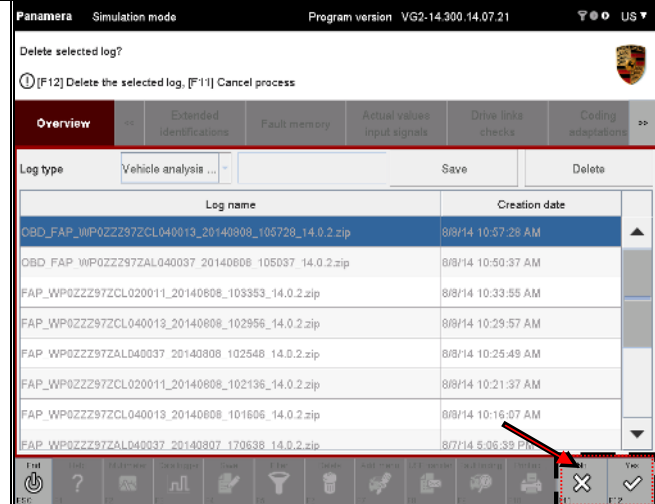 Panamera Simulation mode Program version VG2-14.300.14.07.21 US
Delete selected log?
[F12] Delete the selected log, [F11] Cancel process
Overview << Extended identifications Fault memory Actual values input signals Drive links checks Coding adaptations >>
Log type Vehicle analysis ... Save Delete
Log name Creation date
OBD_FAP_WP0ZZZ97ZCL040013_20140808_105728_14.0.2.zip 8/8/14 10:57:28 AM
OBD_FAP_WP0ZZZ97ZAL040037_20140808_105037_14.0.2.zip 8/8/14 10:50:37 AM
FAP_WP0ZZZ97ZCL020011_20140808_103353_14.0.2.zip 8/8/14 10:33:55 AM
FAP_WP0ZZZ97ZCL040013_20140808_102956_14.0.2.zip 8/8/14 10:29:57 AM
FAP_WP0ZZZ97ZAL040037_20140808_102548_14.0.2.zip 8/8/14 10:25:49 AM
FAP_WP0ZZZ97ZCL020011_20140808_102136_14.0.2.zip 8/8/14 10:21:37 AM
FAP_WP0ZZZ97ZCL040013_20140808_101606_14.0.2.zip 8/8/14 10:16:07 AM
FAP_WP0ZZZ97ZAL040037_20140807_170638_14.0.2.zip 8/7/14 5:06:39 PM
End Help Multimeter Save Filter Delete Yes
ESC F12